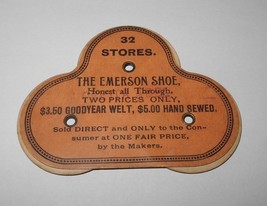 32
STORES.
THE EMERSON SHOE,
Honest all Through,
TWO PRICES ONLY,
$3.50 GOODYEAR WELT, $5.00 HAND SEWED.
Sold DIRECT and ONLY to the Con-
sumer at ONE FAIR PRICE,
by the Makers.